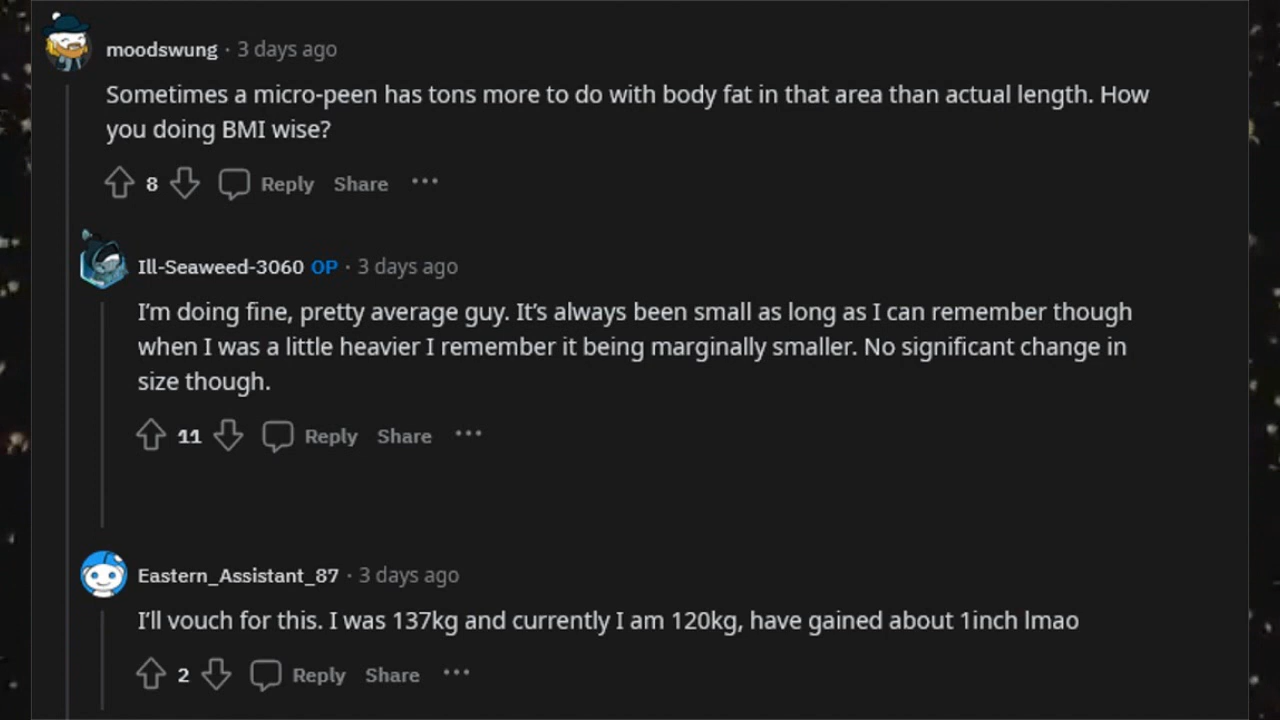 moodswung · 3 days ago
Sometimes a micro-peen has tons more to do with body fat in that area than actual length. How
you doing BMI wise?
8 Reply Share ···
Ill-Seaweed-3060 OP · 3 days ago
I’m doing fine, pretty average guy. It’s always been small as long as I can remember though
when I was a little heavier I remember it being marginally smaller. No significant change in
size though.
11 Reply Share ···
Eastern_Assistant_87 · 3 days ago
I’ll vouch for this. I was 137kg and currently I am 120kg, have gained about 1inch lmao
2 Reply Share ···